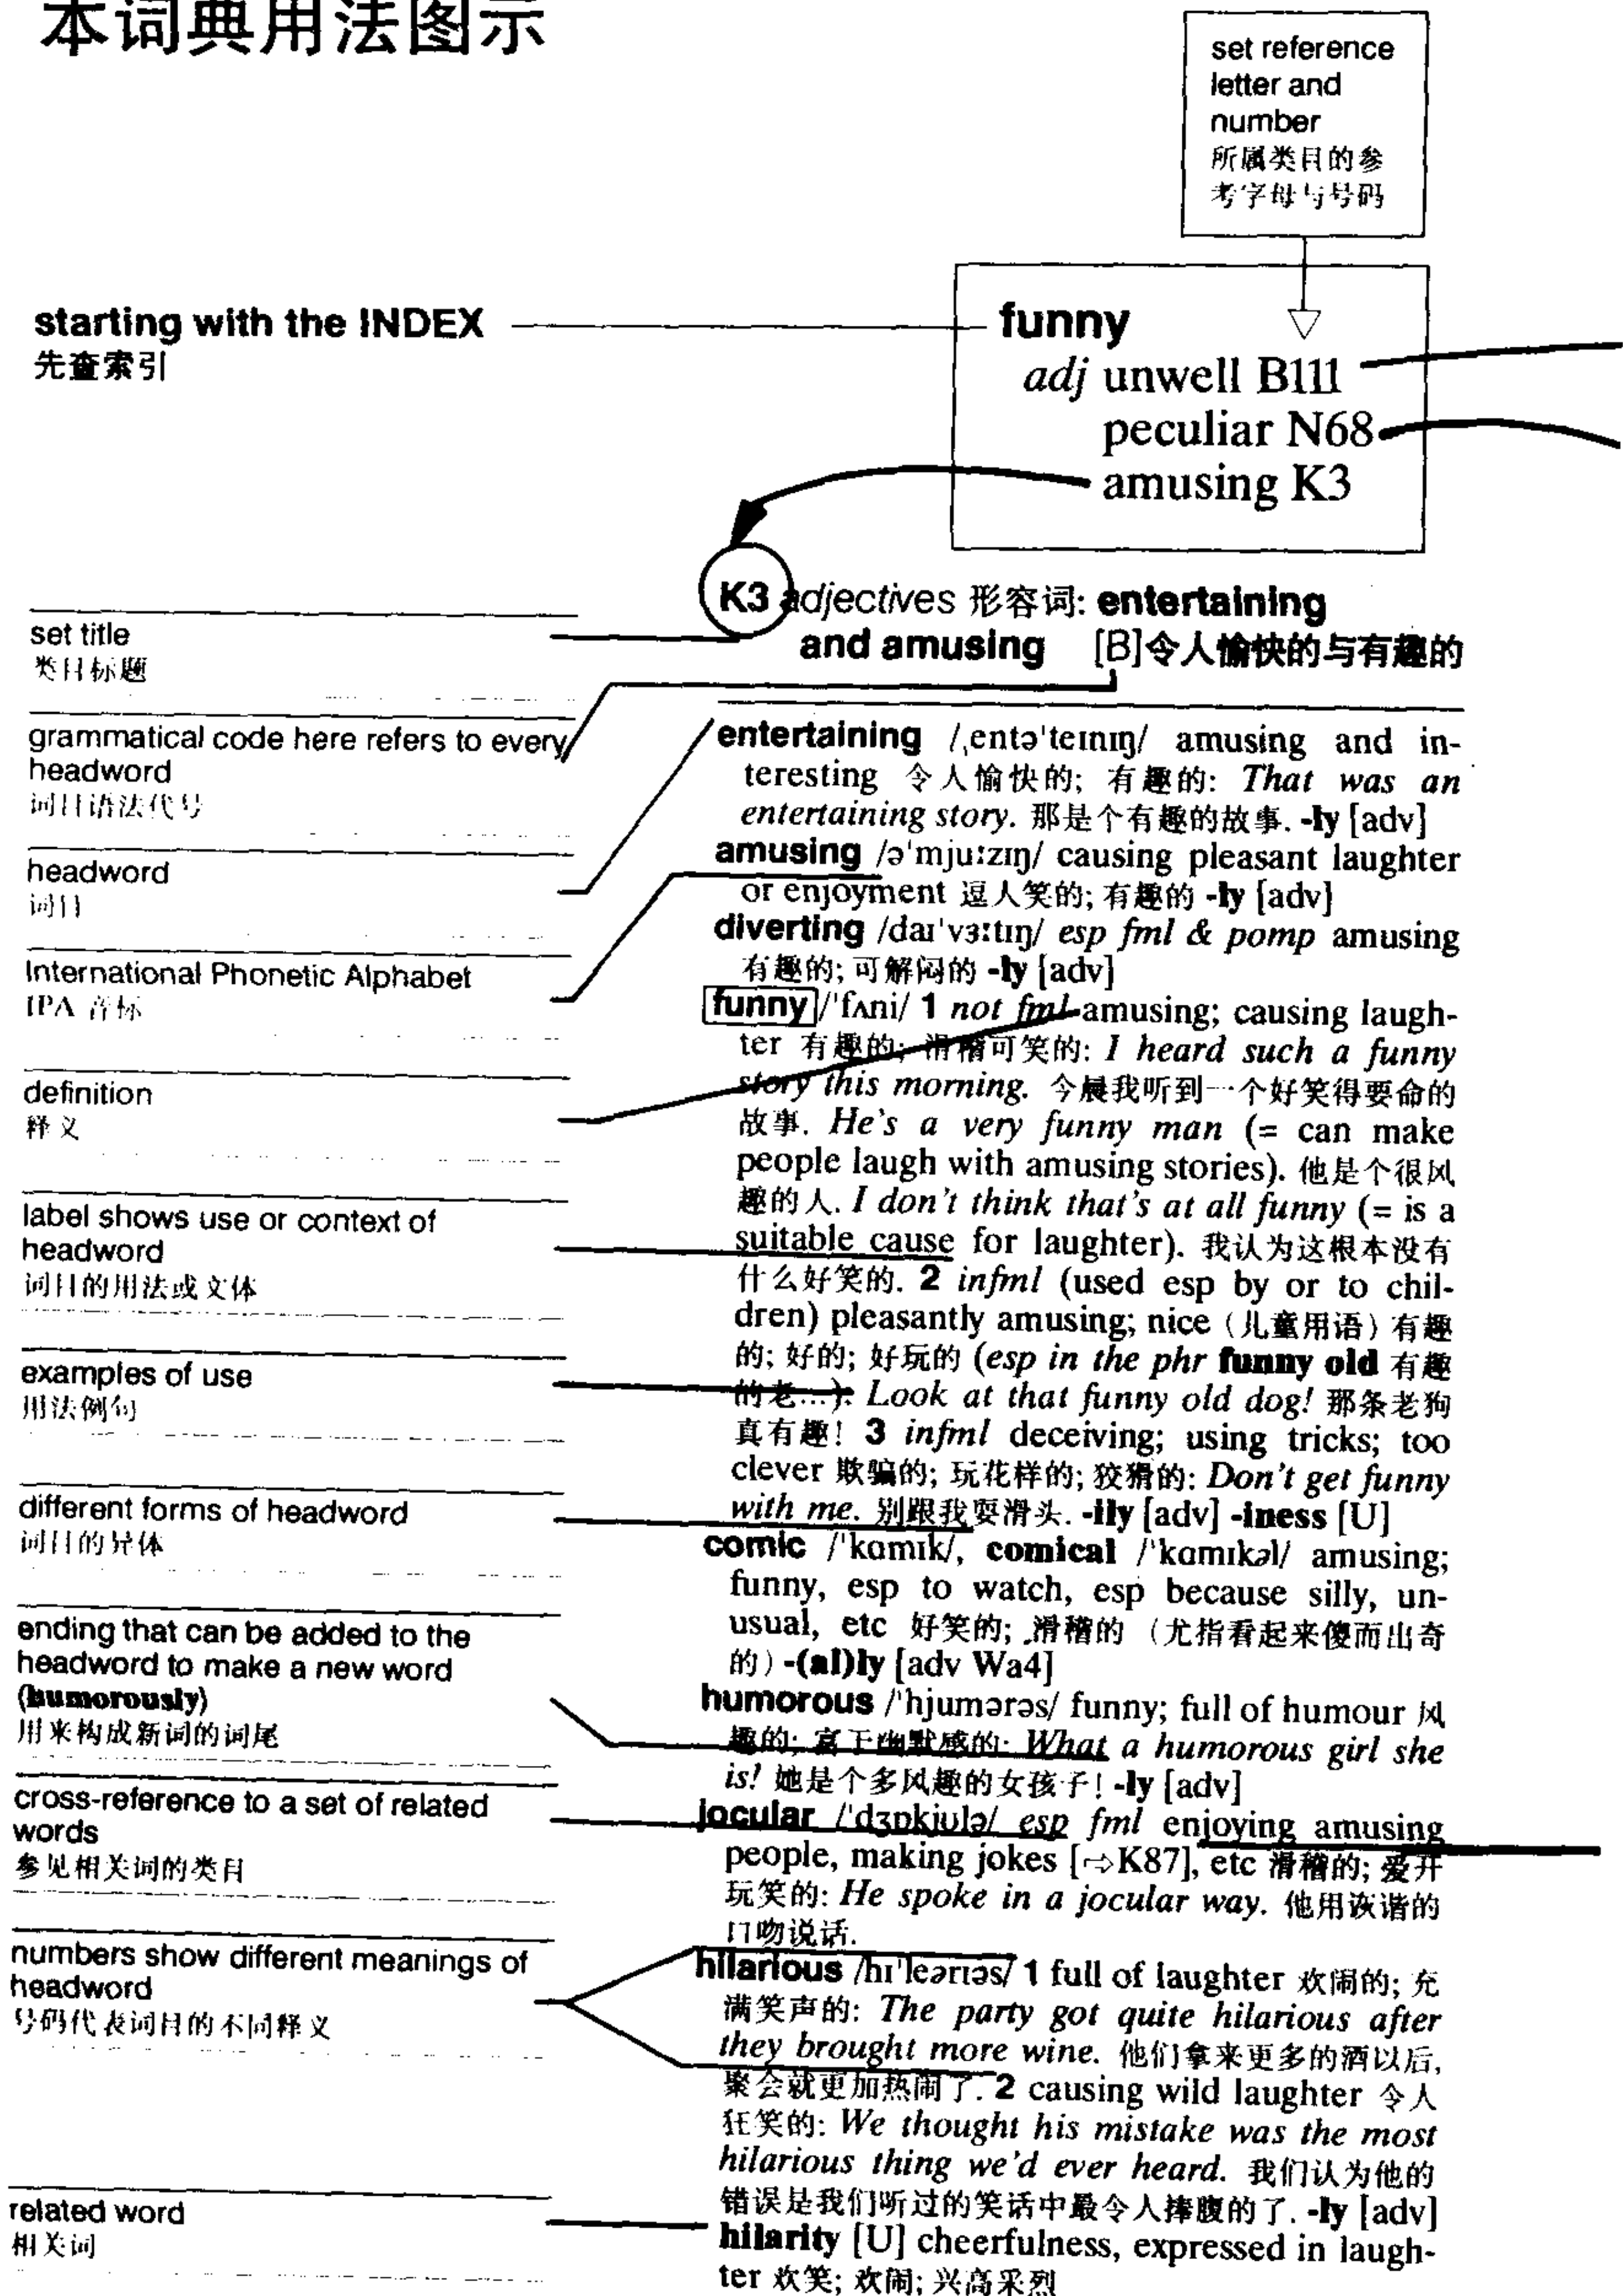 本词典用法图示
set reference
letter and
number
所属类目的参
考字母与号码
starting with the INDEX
先查索引
funny
adj unwell B111
peculiar N68
amusing K3
K3 adjectives 形容词: entertaining
and amusing [B]令人愉快的与有趣的
set title
类目标题
grammatical code here refers to every
headword
词目语法代号
headword
词目
International Phonetic Alphabet
IPA 音标
definition
释义
label shows use or context of
headword
词目的用法或文体
examples of use
用法例句
different forms of headword
词目的异体
ending that can be added to the
headword to make a new word
(humorously)
用来构成新词的词尾
cross-reference to a set of related
words
参见相关词的类目
numbers show different meanings of
headword
号码代表词目的不同释义
related word
相关词
entertaining /ˌentəˈteɪnɪŋ/ amusing and in-
teresting 令人愉快的; 有趣的: That was an
entertaining story. 那是个有趣的故事. -ly [adv]
amusing /əˈmjuːzɪŋ/ causing pleasant laughter
or enjoyment 逗人笑的; 有趣的 -ly [adv]
diverting /daɪˈvɜːtɪŋ/ esp fml & pomp amusing
有趣的; 可解闷的 -ly [adv]
funny /ˈfʌni/ 1 not fml amusing; causing laugh-
ter 有趣的; 滑稽可笑的: I heard such a funny
story this morning. 今晨我听到一个好笑得要命的
故事. He's a very funny man (= can make
people laugh with amusing stories). 他是个很风
趣的人. I don't think that's at all funny (= is a
suitable cause for laughter). 我认为这根本没有
什么好笑的. 2 infml (used esp by or to chil-
dren) pleasantly amusing; nice (儿童用语) 有趣
的; 好的; 好玩的 (esp in the phr funny old 有趣
的老…): Look at that funny old dog! 那条老狗
真有趣! 3 infml deceiving; using tricks; too
clever 欺骗的; 玩花样的; 狡猾的: Don't get funny
with me. 别跟我耍滑头. -ily [adv] -iness [U]
comic /ˈkɑmɪk/, comical /ˈkɑmɪkəl/ amusing;
funny, esp to watch, esp because silly, un-
usual, etc 好笑的; 滑稽的 (尤指看起来傻而出奇
的) -(al)ly [adv Wa4]
humorous /ˈhjumərəs/ funny; full of humour 风
趣的; 富于幽默感的: What a humorous girl she
is! 她是个多风趣的女孩子! -ly [adv]
jocular /ˈdʒɒkjʊlə/ esp fml enjoying amusing
people, making jokes [⇨K87], etc 滑稽的; 爱开
玩笑的: He spoke in a jocular way. 他用诙谐的
口吻说话.
hilarious /hɪˈleərɪəs/ 1 full of laughter 欢闹的; 充
满笑声的: The party got quite hilarious after
they brought more wine. 他们拿来更多的酒以后,
聚会就更加热闹了. 2 causing wild laughter 令人
狂笑的: We thought his mistake was the most
hilarious thing we'd ever heard. 我们认为他的
错误是我们听过的笑话中最令人捧腹的了. -ly [adv]
hilarity [U] cheerfulness, expressed in laugh-
ter 欢笑; 欢闹; 兴高采烈